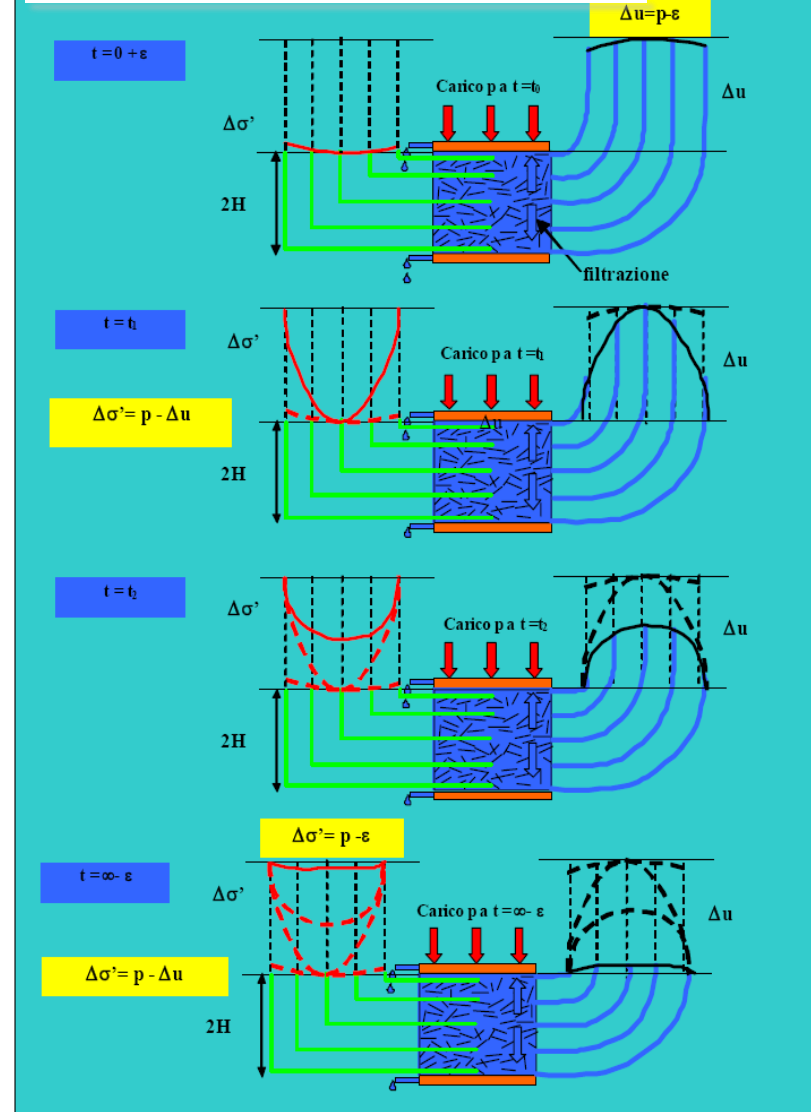 Δu=p-ε
t = 0 + ε
Carico p a t =t₀
Δu
Δσ'
2H
filtrazione
t = t₁
Δσ'
Carico p a t =t₁
Δu
Δσ'= p - Δu
Δu
2H
t = t₂
Δσ'
Carico p a t=t₂
Δu
2H
Δσ'= p -ε
t =∞- ε
Δσ'
Carico p a t =∞- ε
Δu
Δσ'= p - Δu
2H